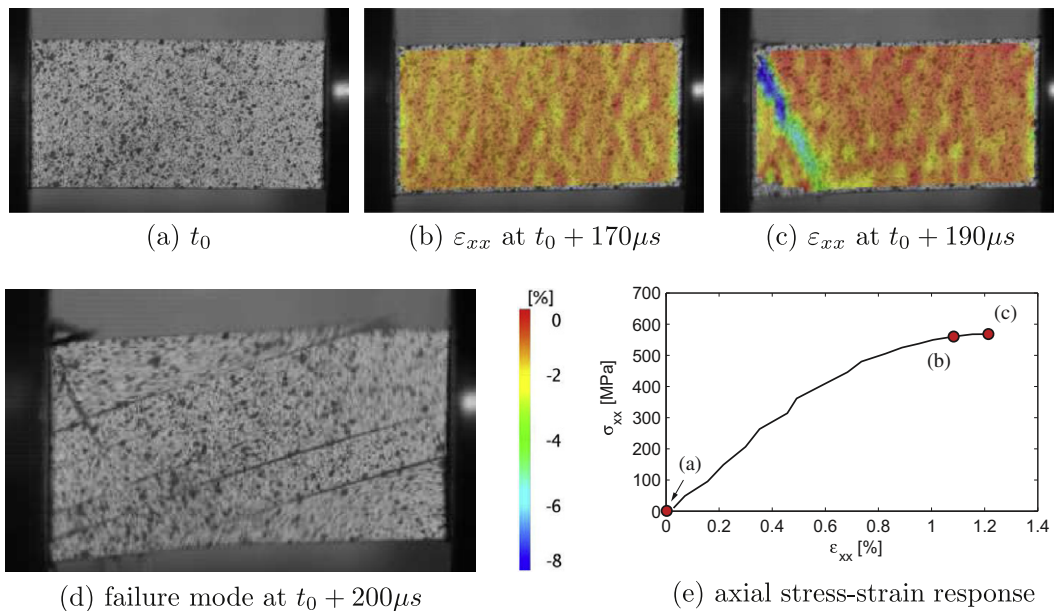 (a) t₀
(b) εₓₓ at t₀ + 170μs
(c) εₓₓ at t₀ + 190μs
[%]
0
-2
-4
-6
-8
(d) failure mode at t₀ + 200μs
700
600
500
400
300
200
100
0
σₓₓ [MPa]
(a)
(b)
(c)
0 0.2 0.4 0.6 0.8 1 1.2 1.4
εₓₓ [%]
(e) axial stress-strain response